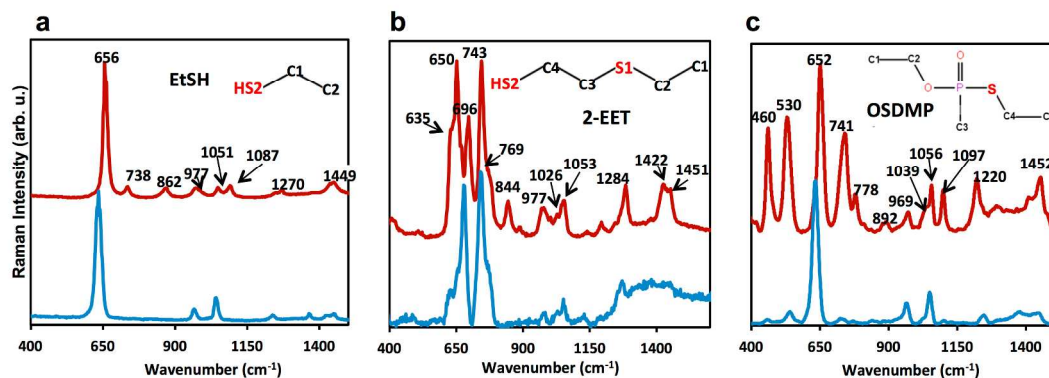 a
656
EtSH
HS2
C1
C2
738
862
977
1051
1087
1270
1449
Raman Intensity (arb. u.)
400 650 900 1150 1400
Wavenumber (cm⁻¹)
b
650
743
635
696
769
844
977
1026
1053
1284
1422
1451
HS2
C4
C3
S1
C2
C1
2-EET
400 650 900 1150 1400
Wavenumber (cm⁻¹)
c
652
460
530
741
778
892
969
1039
1056
1097
1220
1452
OSDMP
C1
C2
O
O
P
S
C3
C4
400 650 900 1150 1400
Wavenumber (cm⁻¹)